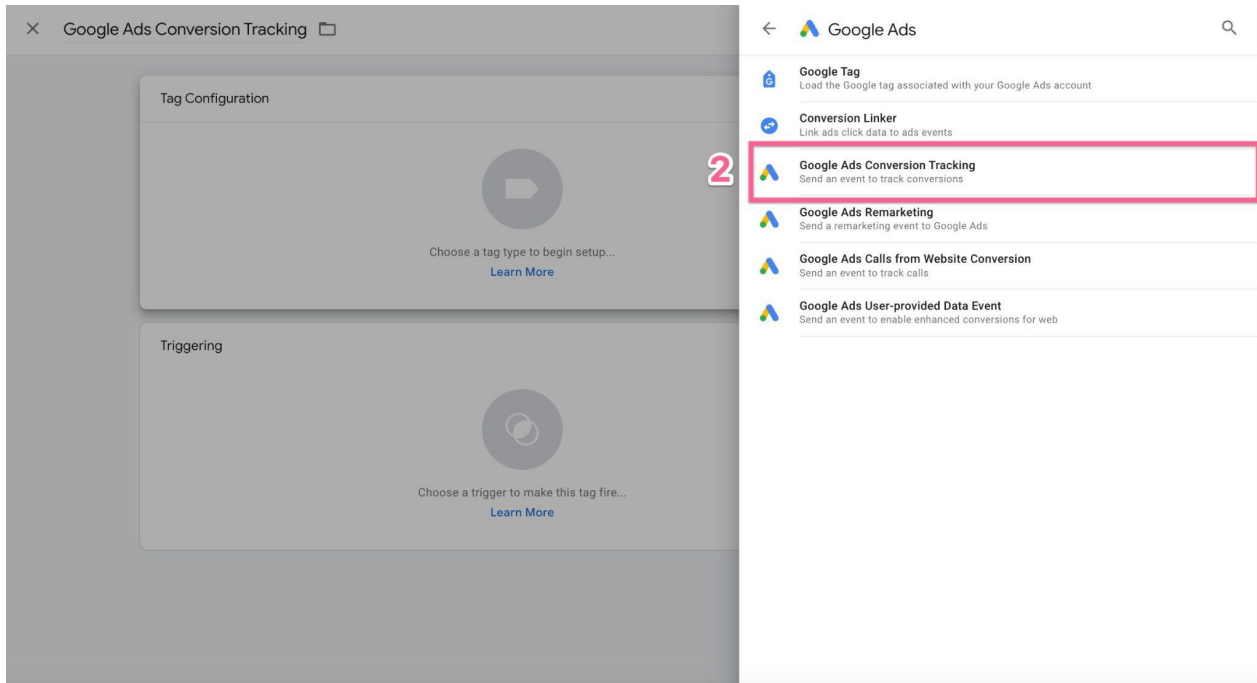 Google Ads Conversion Tracking
Tag Configuration
Choose a tag type to begin setup...
Learn More
Triggering
Choose a trigger to make this tag fire...
Learn More
Google Ads
Google Tag
Load the Google tag associated with your Google Ads account
Conversion Linker
Link ads click data to ads events
2
Google Ads Conversion Tracking
Send an event to track conversions
Google Ads Remarketing
Send a remarketing event to Google Ads
Google Ads Calls from Website Conversion
Send an event to track calls
Google Ads User-provided Data Event
Send an event to enable enhanced conversions for web